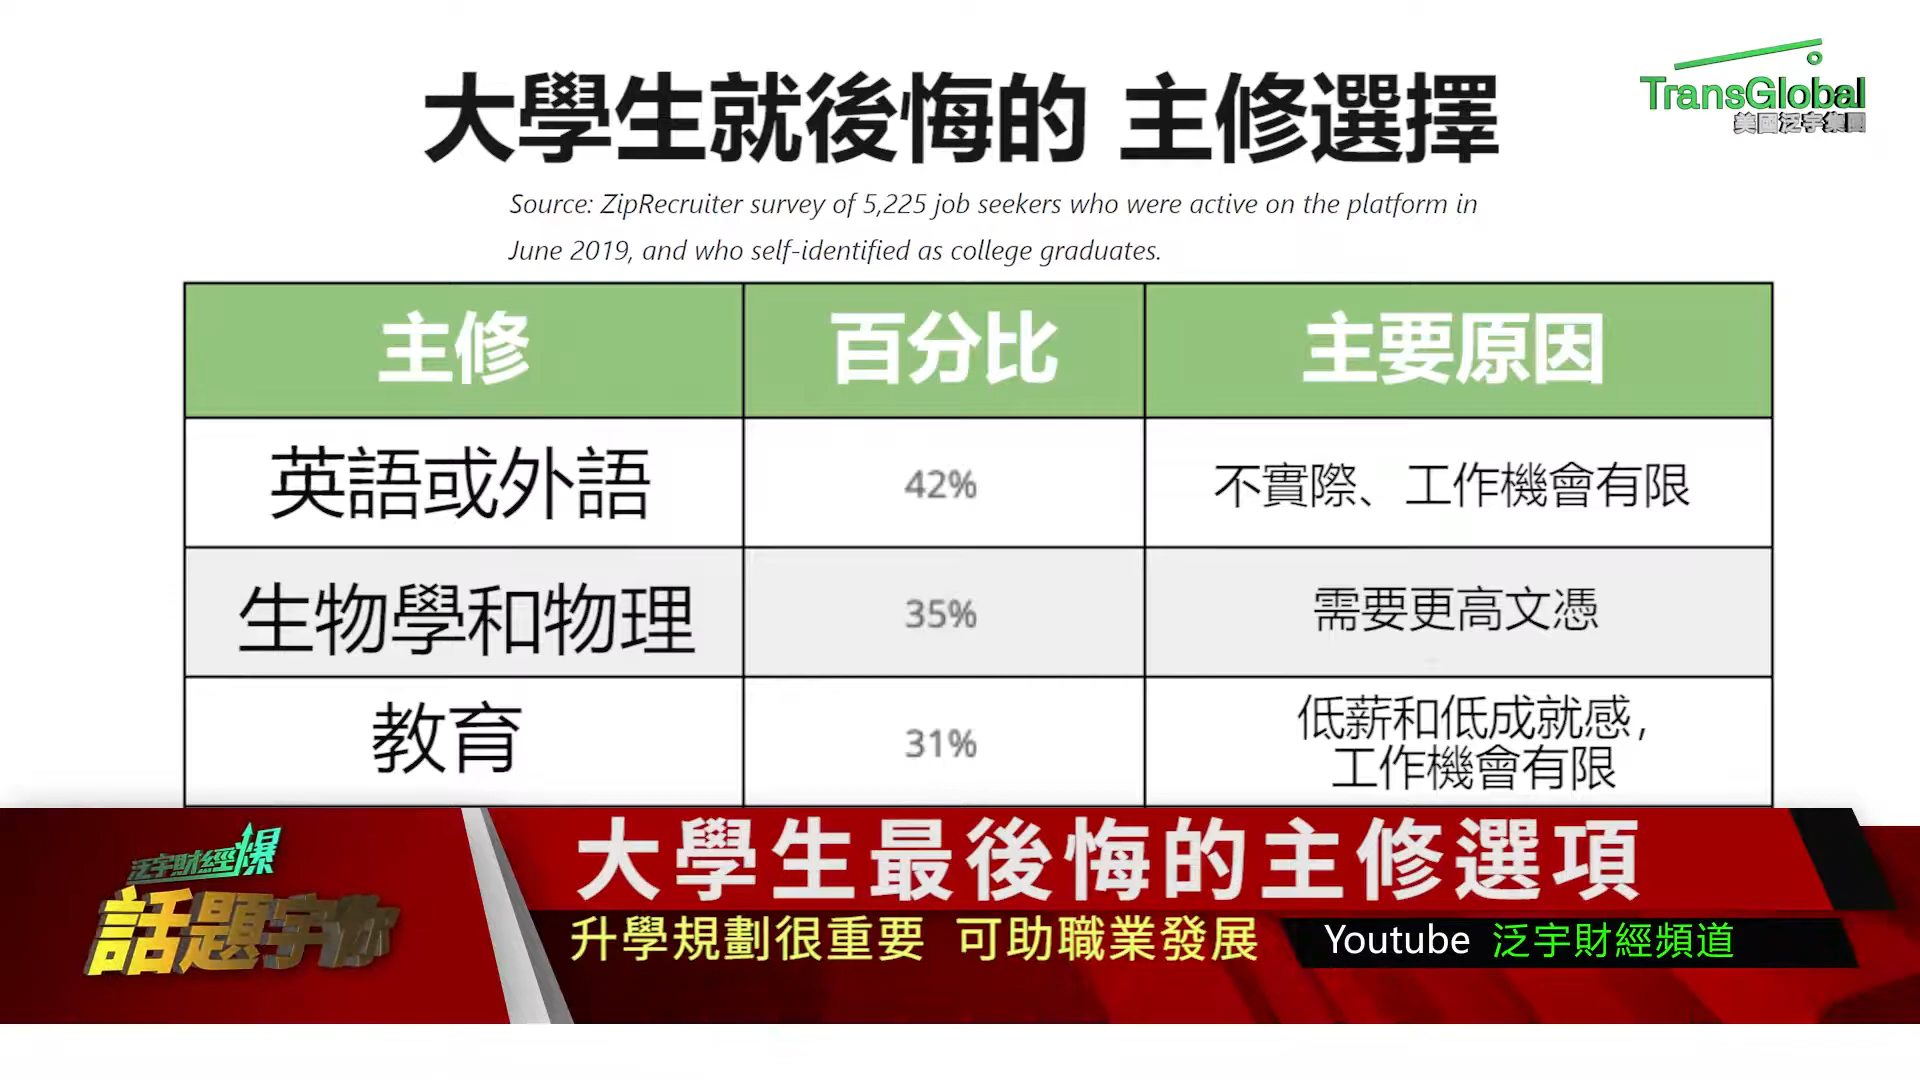 大學生就後悔的 主修選擇
TransGlobal
美國泛宇集團
Source: ZipRecruiter survey of 5,225 job seekers who were active on the platform in
June 2019, and who self-identified as college graduates.
主修 百分比 主要原因
英語或外語 42% 不實際、工作機會有限
生物學和物理 35% 需要更高文憑
教育 31% 低薪和低成就感,
工作機會有限
泛宇財經爆
話題宇你
大學生最後悔的主修選項
升學規劃很重要 可助職業發展
Youtube 泛宇財經頻道